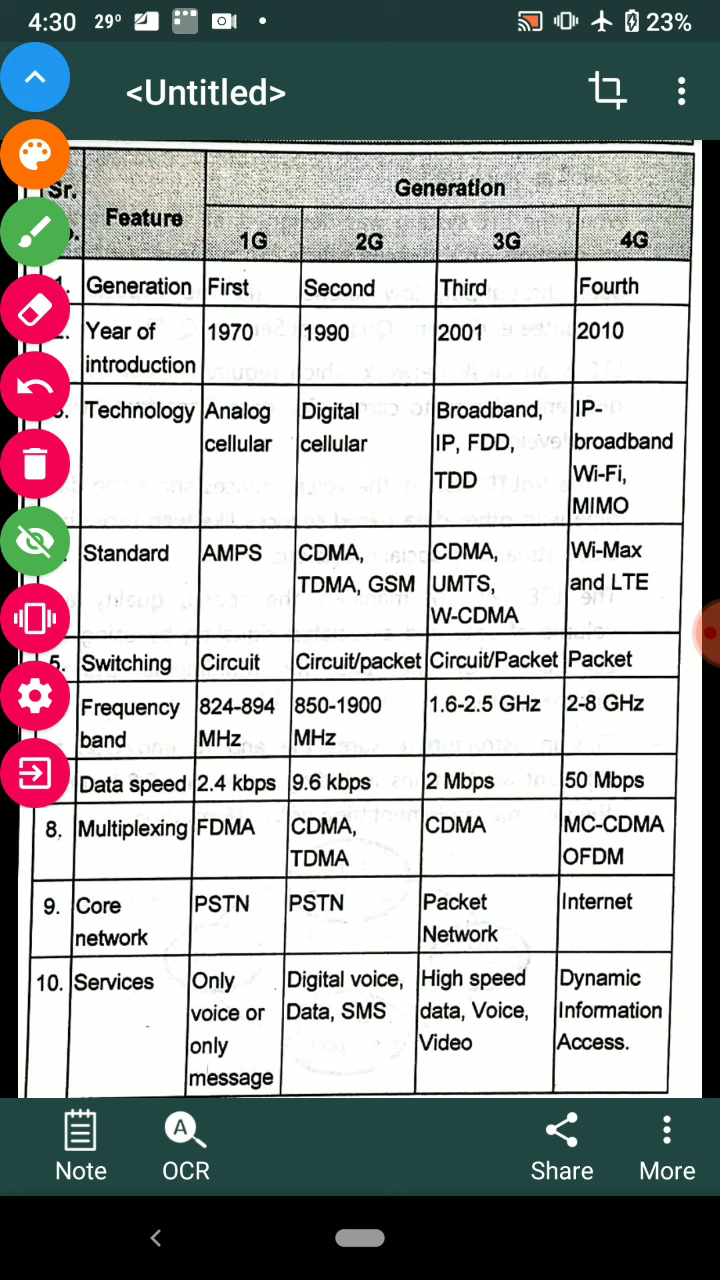 4:30 29° 23%
<Untitled>
Sr.
Feature
Generation
1G 2G 3G 4G
Generation First Second Third Fourth
Year of introduction 1970 1990 2001 2010
Technology Analog cellular Digital cellular Broadband, IP, FDD, TDD IP-broadband Wi-Fi, MIMO
Standard AMPS CDMA, TDMA, GSM CDMA, UMTS, W-CDMA Wi-Max and LTE
5. Switching Circuit Circuit/packet Circuit/Packet Packet
Frequency band 824-894 MHz 850-1900 MHz 1.6-2.5 GHz 2-8 GHz
Data speed 2.4 kbps 9.6 kbps 2 Mbps 50 Mbps
8. Multiplexing FDMA CDMA, TDMA CDMA MC-CDMA OFDM
9. Core network PSTN PSTN Packet Network Internet
10. Services Only voice or only message Digital voice, Data, SMS High speed data, Voice, Video Dynamic Information Access.
Note OCR Share More